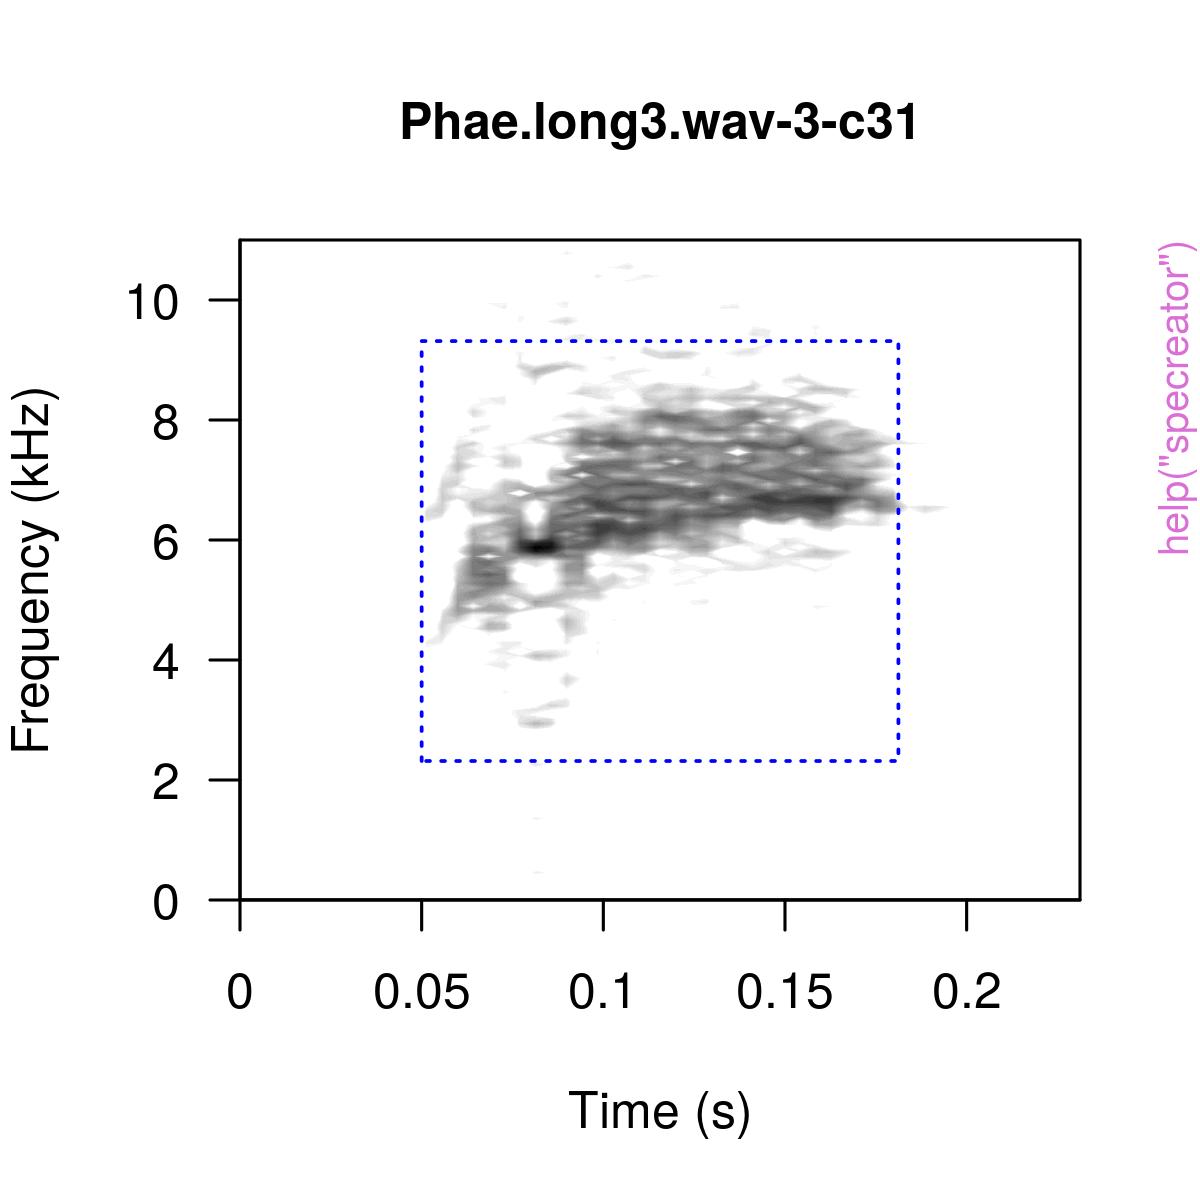 Phae.long3.wav-3-c31
help("specreator")
Frequency (kHz)
10
8
6
4
2
0
0 0.05 0.1 0.15 0.2
Time (s)